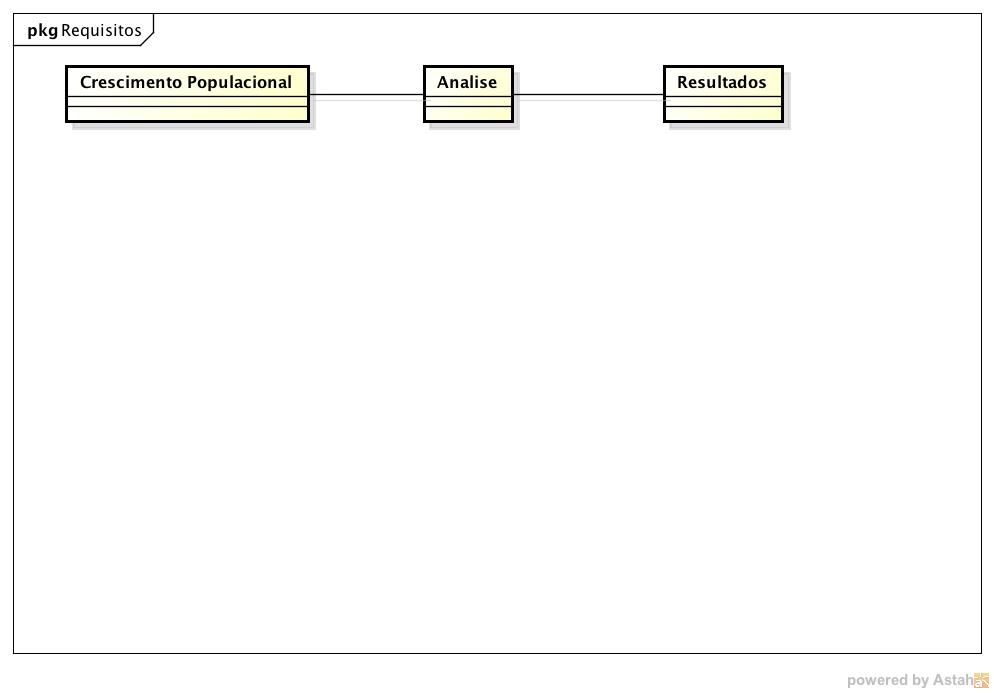 pkg Requisitos
Crescimento Populacional
Analise
Resultados
powered by Astah